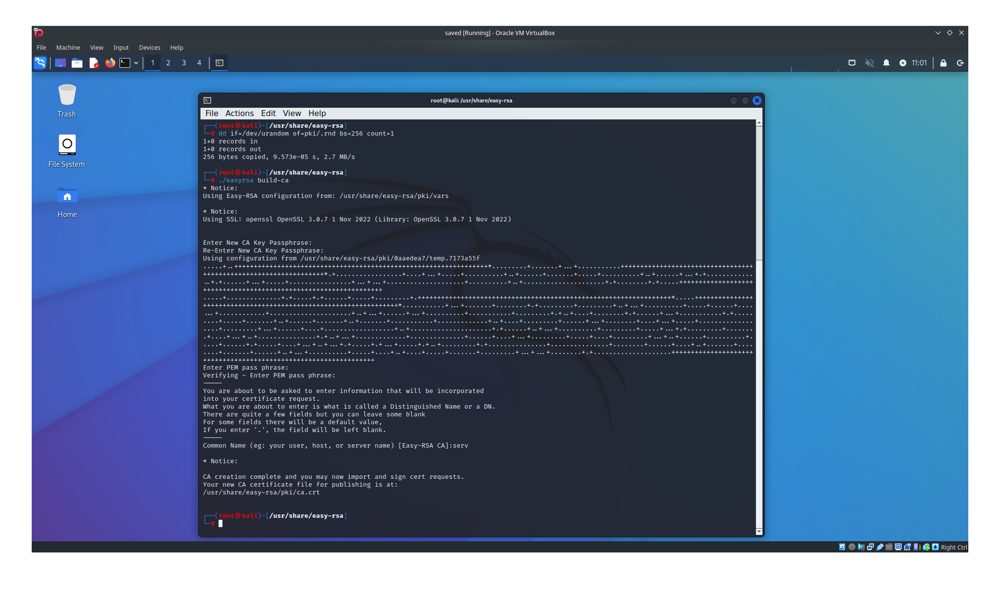 saved [Running] - Oracle VM VirtualBox
File Machine View Input Devices Help
1 2 3 4 11:01
Trash
File System
Home
root@kali: /usr/share/easy-rsa
File Actions Edit View Help
┌──(root㉿kali)-[/usr/share/easy-rsa]
└─# dd if=/dev/urandom of=pki/.rnd bs=256 count=1
1+0 records in
1+0 records out
256 bytes copied, 9.573e-05 s, 2.7 MB/s
┌──(root㉿kali)-[/usr/share/easy-rsa]
└─# ./easyrsa build-ca
* Notice:
Using Easy-RSA configuration from: /usr/share/easy-rsa/pki/vars
* Notice:
Using SSL: openssl OpenSSL 3.0.7 1 Nov 2022 (Library: OpenSSL 3.0.7 1 Nov 2022)
Enter New CA Key Passphrase:
Re-Enter New CA Key Passphrase:
Using configuration from /usr/share/easy-rsa/pki/0aaedea7/temp.7173a55f
Enter PEM pass phrase:
Verifying - Enter PEM pass phrase:
-----
You are about to be asked to enter information that will be incorporated
into your certificate request.
What you are about to enter is what is called a Distinguished Name or a DN.
There are quite a few fields but you can leave some blank
For some fields there will be a default value,
If you enter '.', the field will be left blank.
-----
Common Name (eg: your user, host, or server name) [Easy-RSA CA]:serv
* Notice:
CA creation complete and you may now import and sign cert requests.
Your new CA certificate file for publishing is at:
/usr/share/easy-rsa/pki/ca.crt
┌──(root㉿kali)-[/usr/share/easy-rsa]
└─#
Right Ctrl